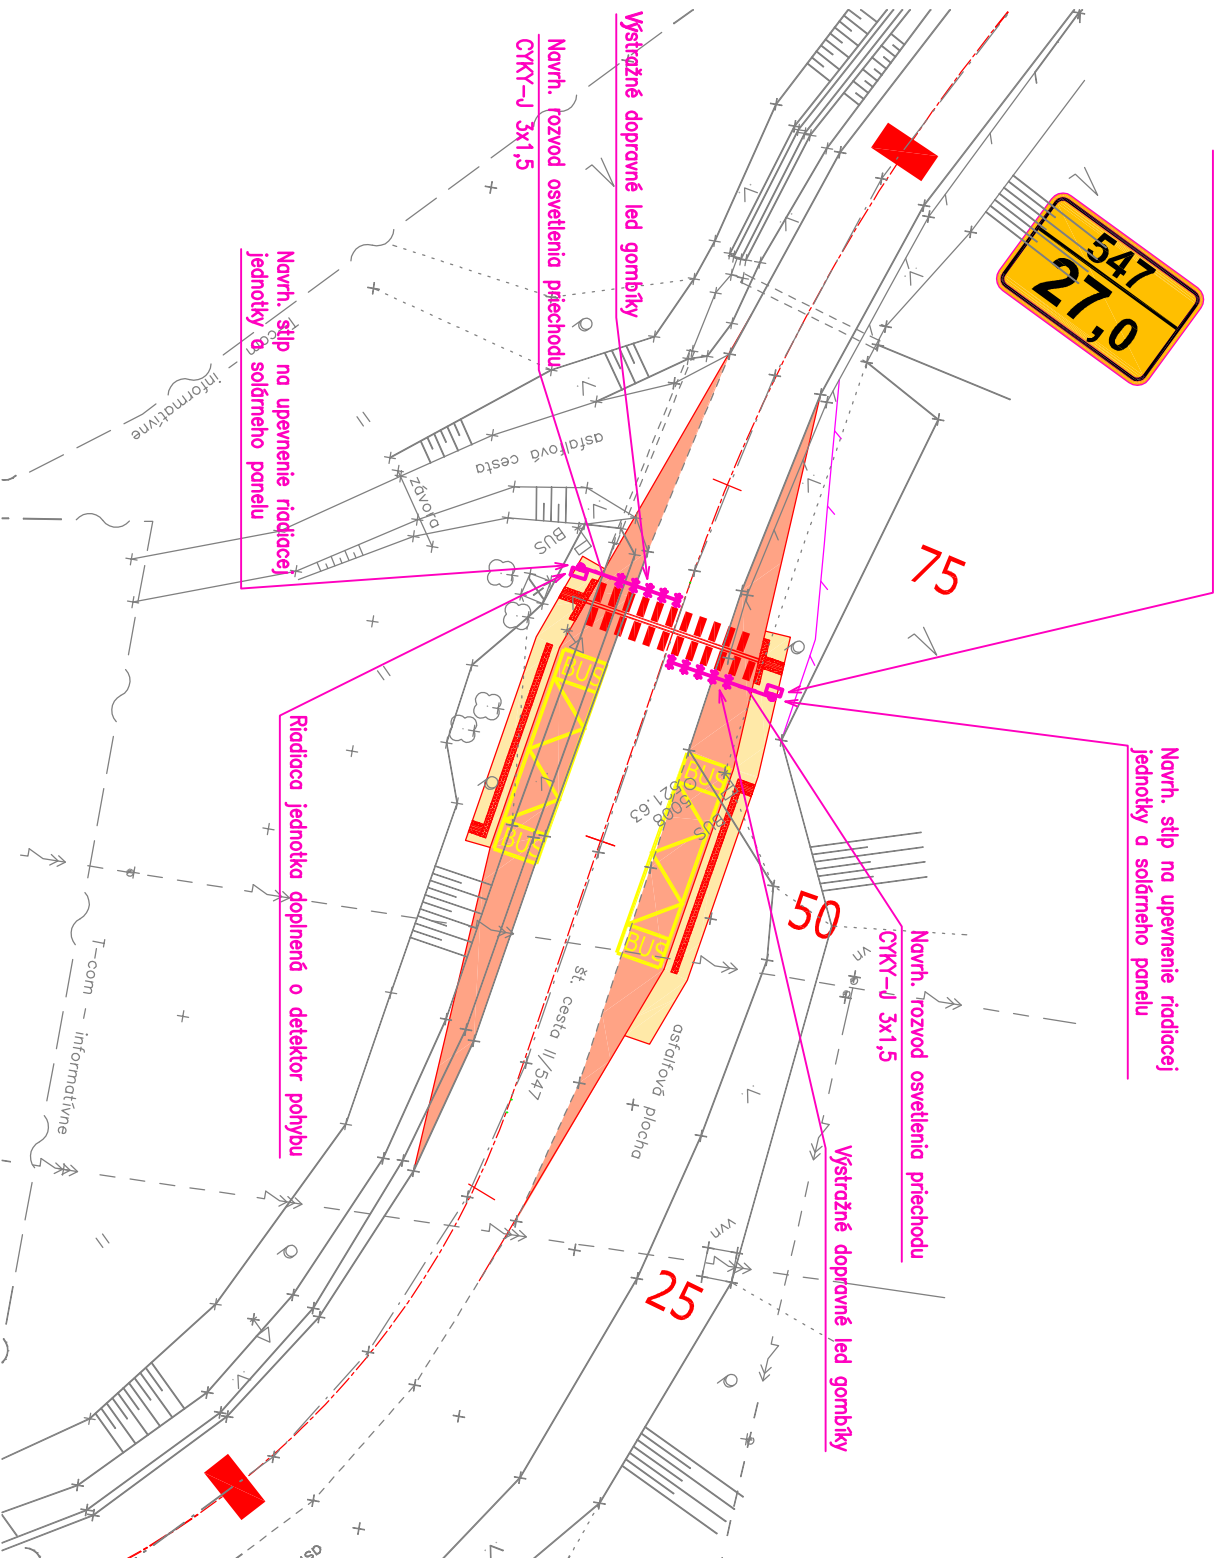 Výstražné dopravné led gombíky
Navrh. rozvod osvetlenia priechodu
CYKY-J 3x1,5
Navrh. stĺp na upevnenie riadiacej
jednotky a solárneho panelu
547
27,0
T-com - informatívne
asfaltová cesta
závora
BUS
75
BUS
BUS
BUS
BUS
BUS
5008
521.63
Navrh. stĺp na upevnenie riadiacej
jednotky a solárneho panelu
Riadiaca jednotka doplnená o detektor pohybu
50
Navrh. rozvod osvetlenia priechodu
CYKY-J 3x1,5
vn
T-com - informatívne
št. cesta II/547
asfaltová plocha
Výstražné dopravné led gombíky
vvn
25